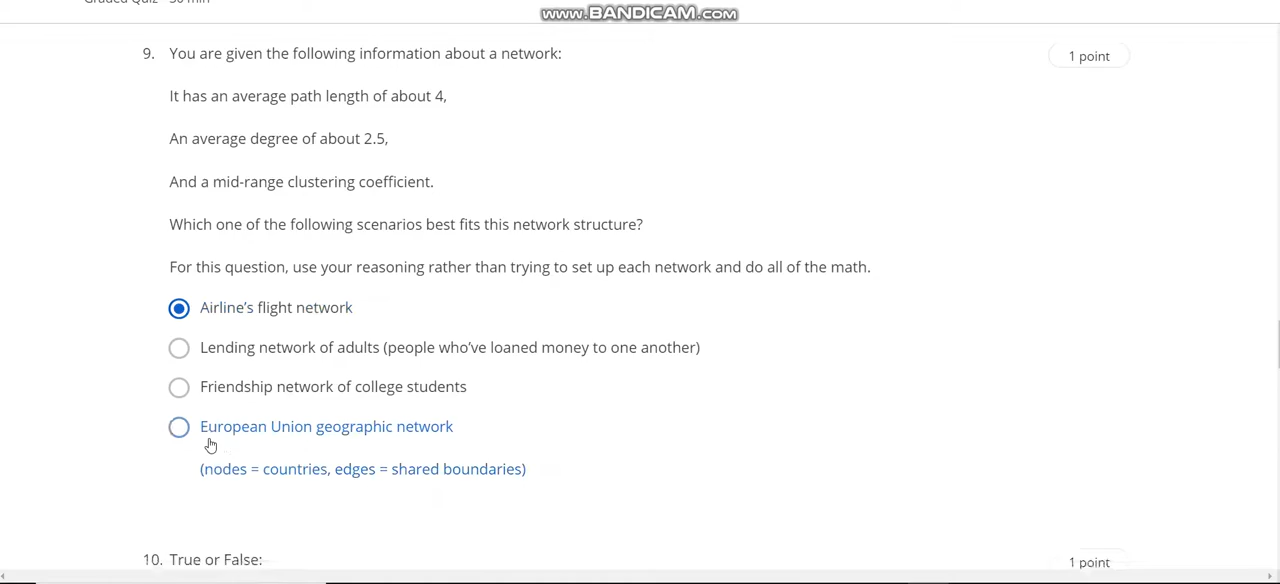 Graded Quiz • 30 min
www.BANDICAM.com
9. You are given the following information about a network:
1 point
It has an average path length of about 4,
An average degree of about 2.5,
And a mid-range clustering coefficient.
Which one of the following scenarios best fits this network structure?
For this question, use your reasoning rather than trying to set up each network and do all of the math.
Airline’s flight network
Lending network of adults (people who’ve loaned money to one another)
Friendship network of college students
European Union geographic network
(nodes = countries, edges = shared boundaries)
10. True or False:
1 point